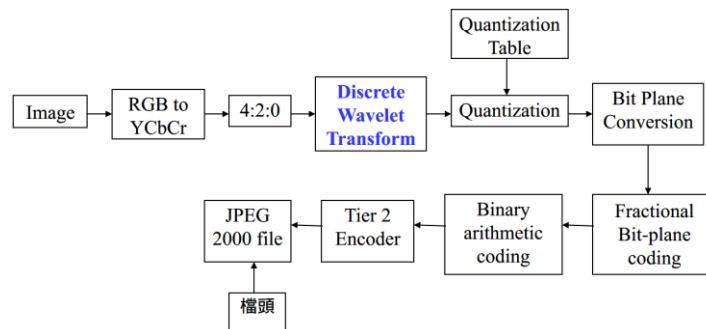 Quantization
Table
Image
RGB to
YCbCr
4:2:0
Discrete
Wavelet
Transform
Quantization
Bit Plane
Conversion
JPEG
2000 file
Tier 2
Encoder
Binary
arithmetic
coding
Fractional
Bit-plane
coding
檔頭